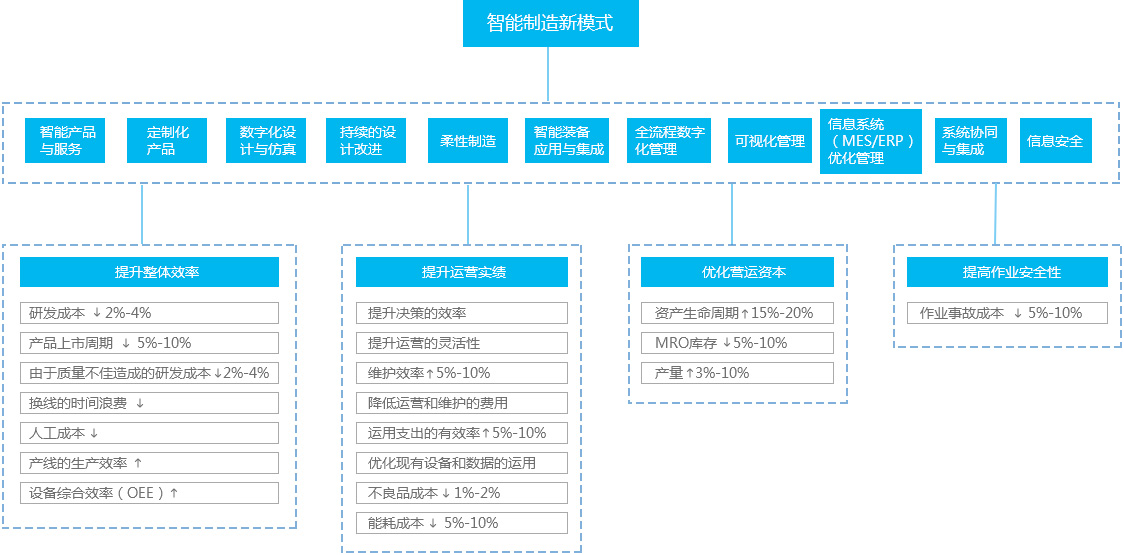 智能制造新模式
智能产品
与服务
定制化
产品
数字化设
计与仿真
持续的设
计改进
柔性制造
智能装备
应用与集成
全流程数字
化管理
可视化管理
信息系统
（MES/ERP）
优化管理
系统协同
与集成
信息安全
提升整体效率
研发成本 ↓2%-4%
产品上市周期 ↓ 5%-10%
由于质量不佳造成的研发成本↓2%-4%
换线的时间浪费 ↓
人工成本↓
产线的生产效率 ↑
设备综合效率（OEE）↑
提升运营实绩
提升决策的效率
提升运营的灵活性
维护效率↑5%-10%
降低运营和维护的费用
运用支出的有效率↑5%-10%
优化现有设备和数据的运用
不良品成本↓1%-2%
能耗成本↓ 5%-10%
优化营运资本
资产生命周期↑15%-20%
MRO库存 ↓5%-10%
产量↑3%-10%
提高作业安全性
作业事故成本 ↓ 5%-10%